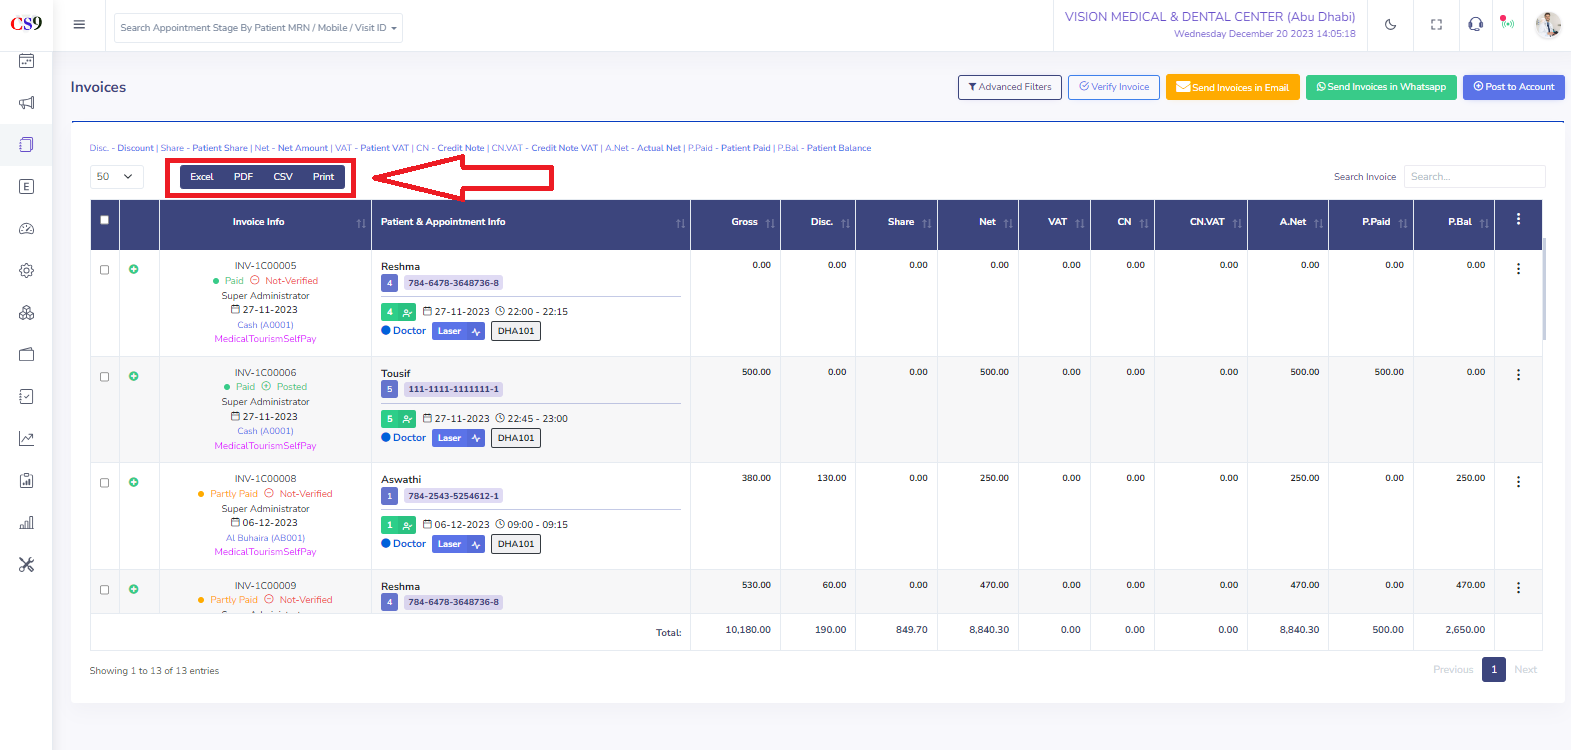 CS9
Search Appointment Stage By Patient MRN / Mobile / Visit ID
VISION MEDICAL & DENTAL CENTER (Abu Dhabi)
Wednesday December 20 2023 14:05:18
Invoices
Advanced Filters
Verify Invoice
Send Invoices in Email
Send Invoices in Whatsapp
Post to Account
Disc. - Discount | Share - Patient Share | Net - Net Amount | VAT - Patient VAT | CN - Credit Note | CN.VAT - Credit Note VAT | A.Net - Actual Net | P.Paid - Patient Paid | P.Bal - Patient Balance
50
Excel PDF CSV Print
Search Invoice Search...
Invoice Info Patient & Appointment Info Gross Disc. Share Net VAT CN CN.VAT A.Net P.Paid P.Bal
INV-1C00005
Paid Not-Verified
Super Administrator
27-11-2023
Cash (A0001)
MedicalTourismSelfPay
Reshma
4 784-6478-3648736-8
4 27-11-2023 22:00 - 22:15
Doctor Laser DHA101
0.00 0.00 0.00 0.00 0.00 0.00 0.00 0.00 0.00 0.00
INV-1C00006
Paid Posted
Super Administrator
27-11-2023
Cash (A0001)
MedicalTourismSelfPay
Tousif
5 111-1111-1111111-1
5 27-11-2023 22:45 - 23:00
Doctor Laser DHA101
500.00 0.00 0.00 500.00 0.00 0.00 0.00 500.00 500.00 0.00
INV-1C00008
Partly Paid Not-Verified
Super Administrator
06-12-2023
Al Buhaira (AB001)
MedicalTourismSelfPay
Aswathi
1 784-2543-5254612-1
1 06-12-2023 09:00 - 09:15
Doctor Laser DHA101
380.00 130.00 0.00 250.00 0.00 0.00 0.00 250.00 0.00 250.00
INV-1C00009
Partly Paid Not-Verified
Reshma
4 784-6478-3648736-8
530.00 60.00 0.00 470.00 0.00 0.00 0.00 470.00 0.00 470.00
Total: 10,180.00 190.00 849.70 8,840.30 0.00 0.00 0.00 8,840.30 500.00 2,650.00
Showing 1 to 13 of 13 entries
Previous 1 Next